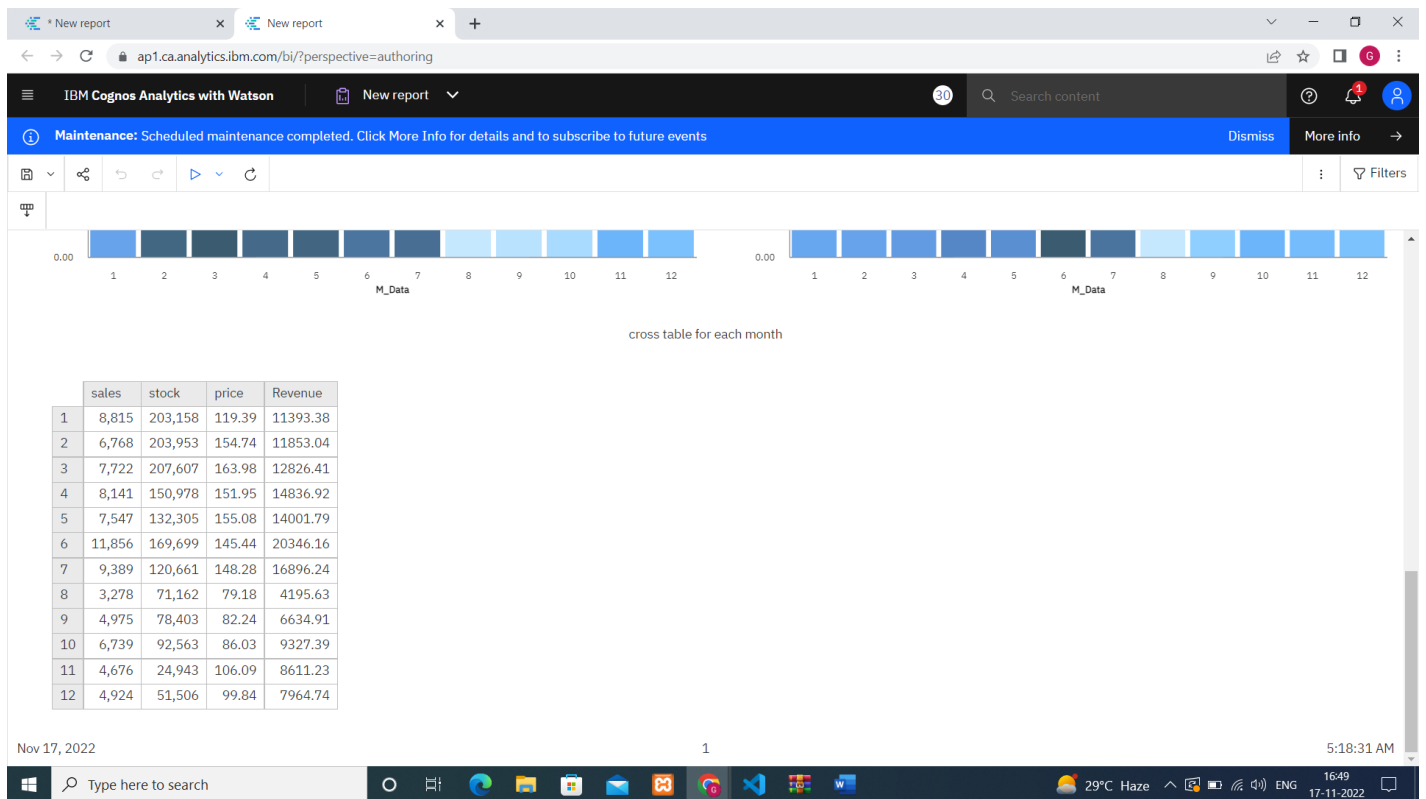 * New report
New report
ap1.ca.analytics.ibm.com/bi/?perspective=authoring
G
IBM Cognos Analytics with Watson
New report
30
Search content
1
Maintenance: Scheduled maintenance completed. Click More Info for details and to subscribe to future events
Dismiss
More info
Filters
0.00
1 2 3 4 5 6 7 8 9 10 11 12
M_Data
0.00
1 2 3 4 5 6 7 8 9 10 11 12
M_Data
cross table for each month
sales stock price Revenue
1 8,815 203,158 119.39 11393.38
2 6,768 203,953 154.74 11853.04
3 7,722 207,607 163.98 12826.41
4 8,141 150,978 151.95 14836.92
5 7,547 132,305 155.08 14001.79
6 11,856 169,699 145.44 20346.16
7 9,389 120,661 148.28 16896.24
8 3,278 71,162 79.18 4195.63
9 4,975 78,403 82.24 6634.91
10 6,739 92,563 86.03 9327.39
11 4,676 24,943 106.09 8611.23
12 4,924 51,506 99.84 7964.74
Nov 17, 2022
1
5:18:31 AM
Type here to search
29°C Haze
ENG
16:49
17-11-2022